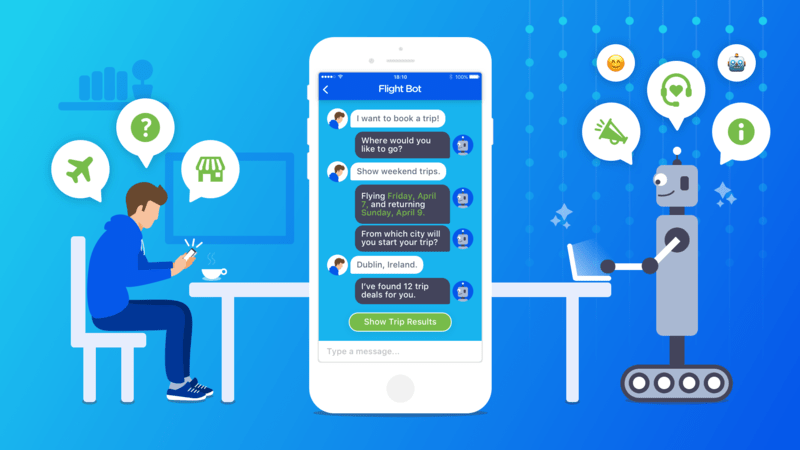 18:10
100%
Flight Bot
I want to book a trip!
Where would you
like to go?
Show weekend trips.
Flying Friday, April
7, and returning
Sunday, April 9.
From which city will
you start your trip?
Dublin, Ireland.
I've found 12 trip
deals for you.
Show Trip Results
Type a message...